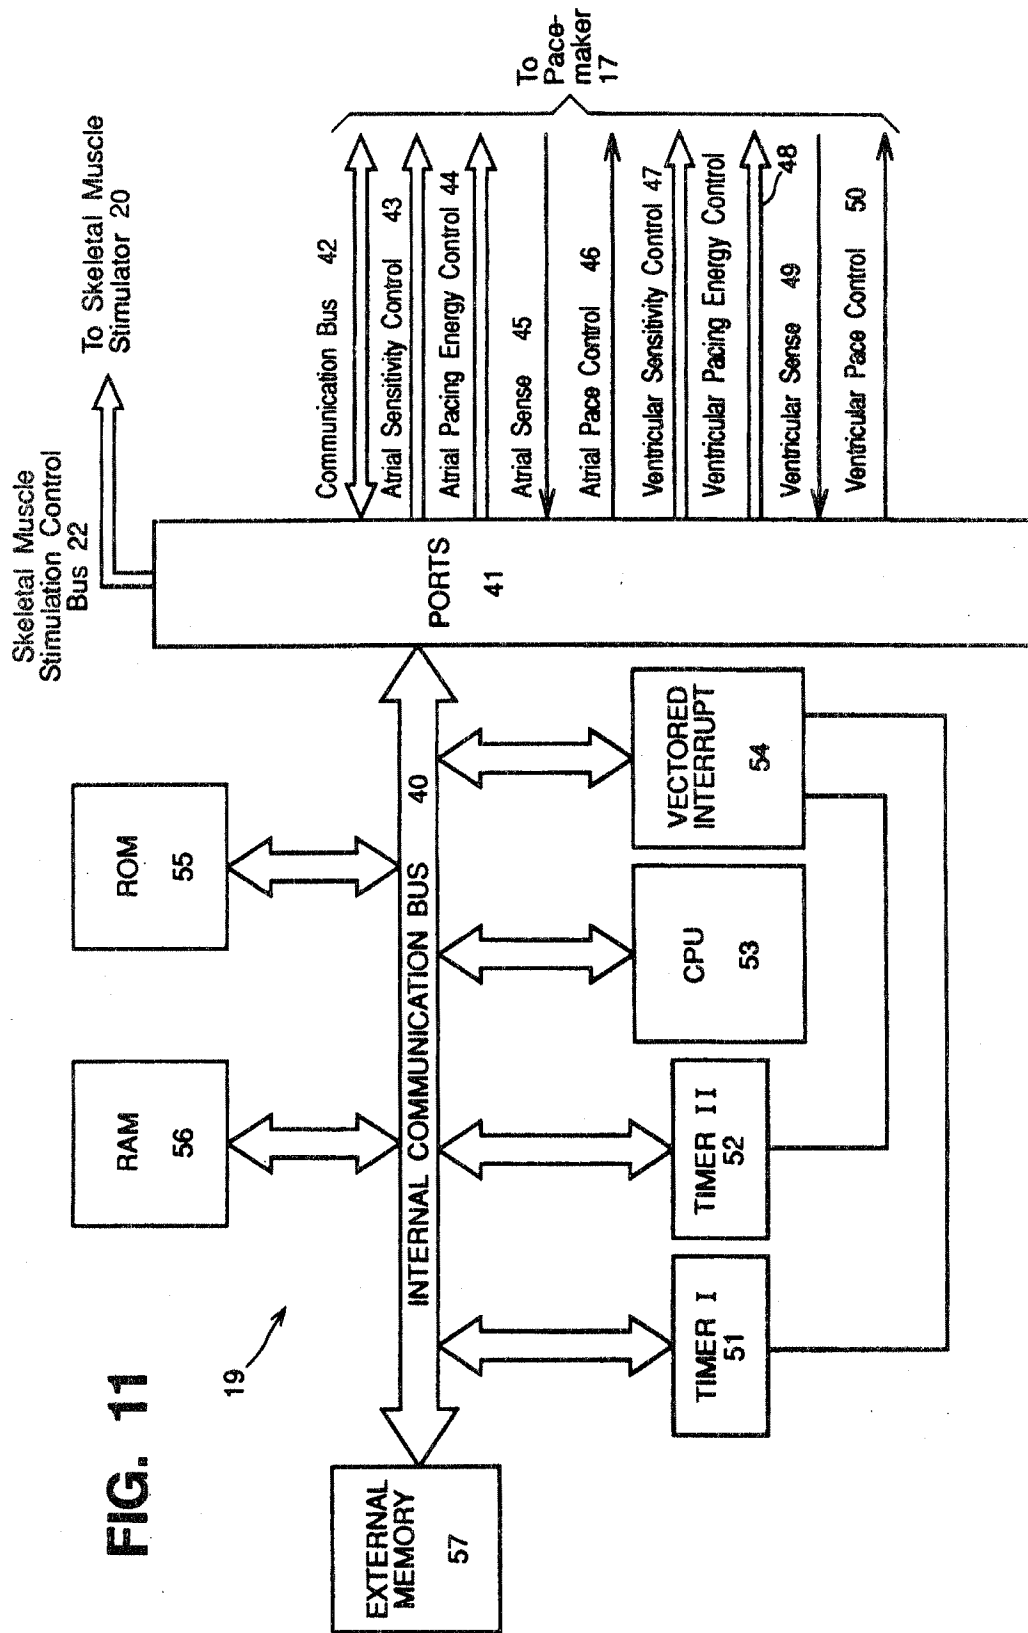 FIG. 11
19
Skeletal Muscle
Stimulation Control
Bus 22
To Skeletal Muscle
Stimulator 20
RAM
56
ROM
55
EXTERNAL
MEMORY
57
INTERNAL COMMUNICATION BUS 40
TIMER I
51
TIMER II
52
CPU
53
VECTORED
INTERRUPT
54
PORTS
41
Communication Bus 42
Atrial Sensitivity Control 43
Atrial Pacing Energy Control 44
Atrial Sense 45
Atrial Pace Control 46
Ventricular Sensitivity Control 47
Ventricular Pacing Energy Control
48
Ventricular Sense 49
Ventricular Pace Control 50
To
Pace-
maker
17